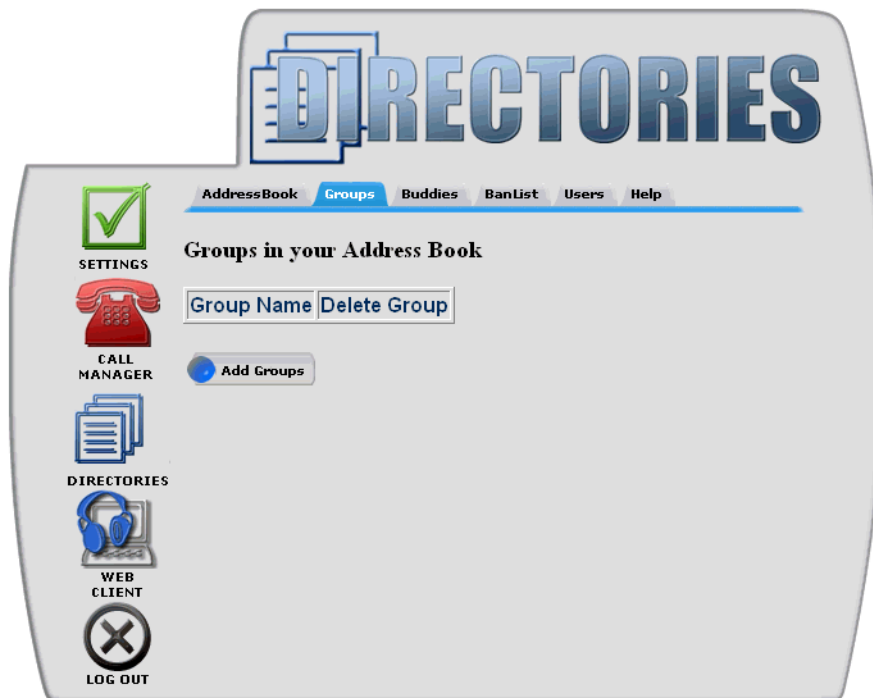 DIRECTORIES
AddressBook Groups Buddies BanList Users Help
SETTINGS
CALL
MANAGER
DIRECTORIES
WEB
CLIENT
LOG OUT
Groups in your Address Book
Group Name Delete Group
Add Groups